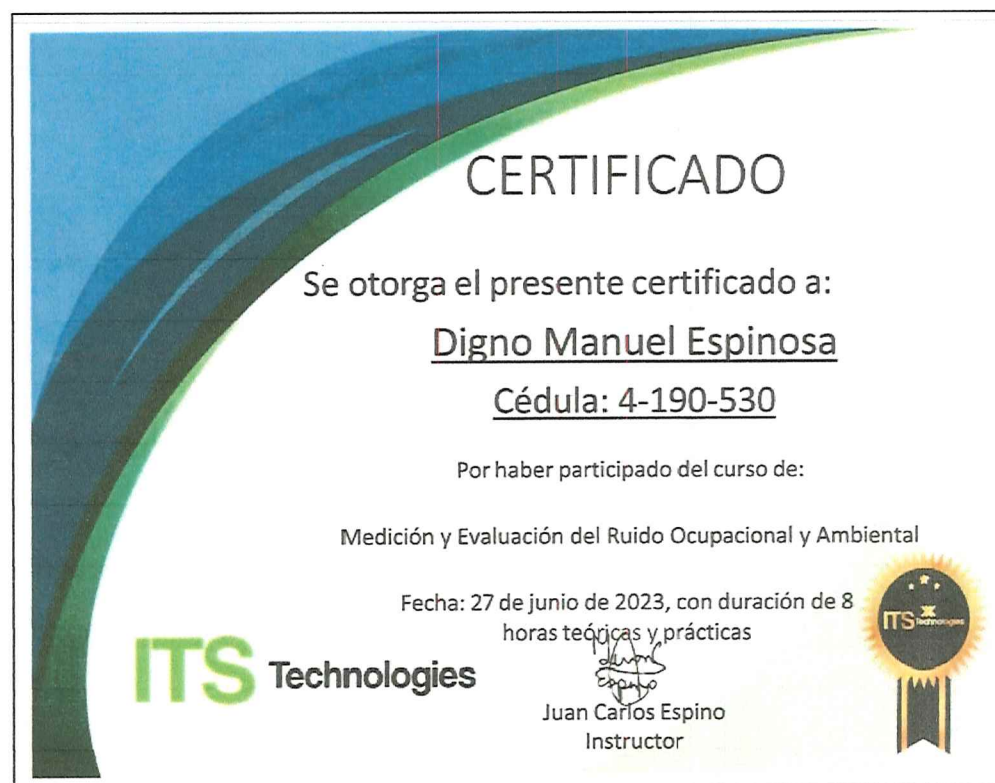 CERTIFICADO
Se otorga el presente certificado a:
Digno Manuel Espinosa
Cédula: 4-190-530
Por haber participado del curso de:
Medición y Evaluación del Ruido Ocupacional y Ambiental
Fecha: 27 de junio de 2023, con duración de 8
horas teóricas y prácticas
ITS Technologies
Juan Carlos Espino
Instructor
ITS Technologies